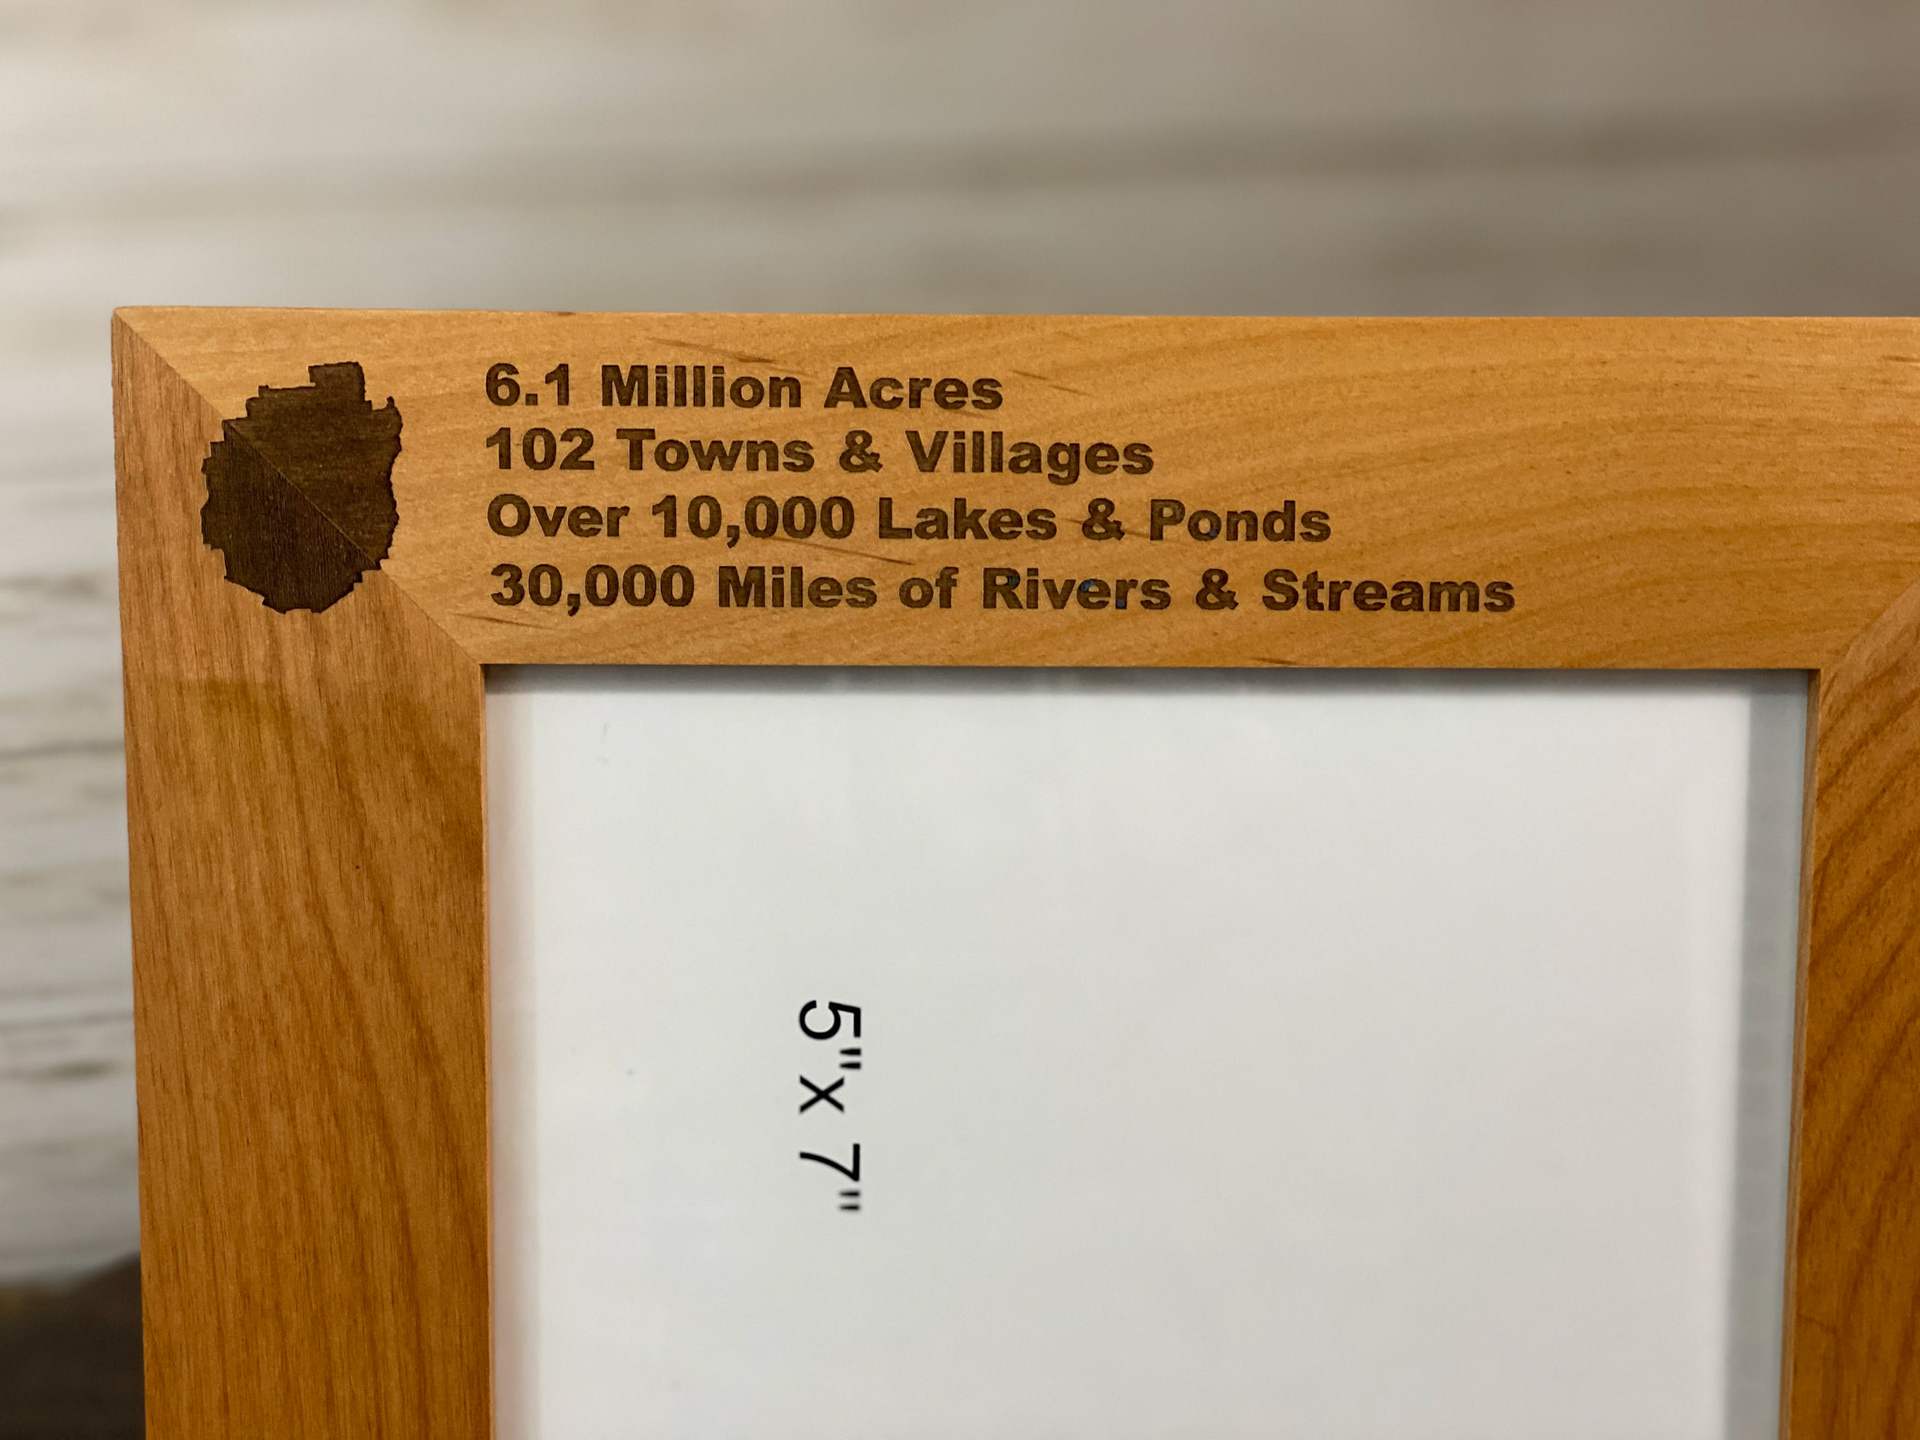 6.1 Million Acres
102 Towns & Villages
Over 10,000 Lakes & Ponds
30,000 Miles of Rivers & Streams
5"x 7"